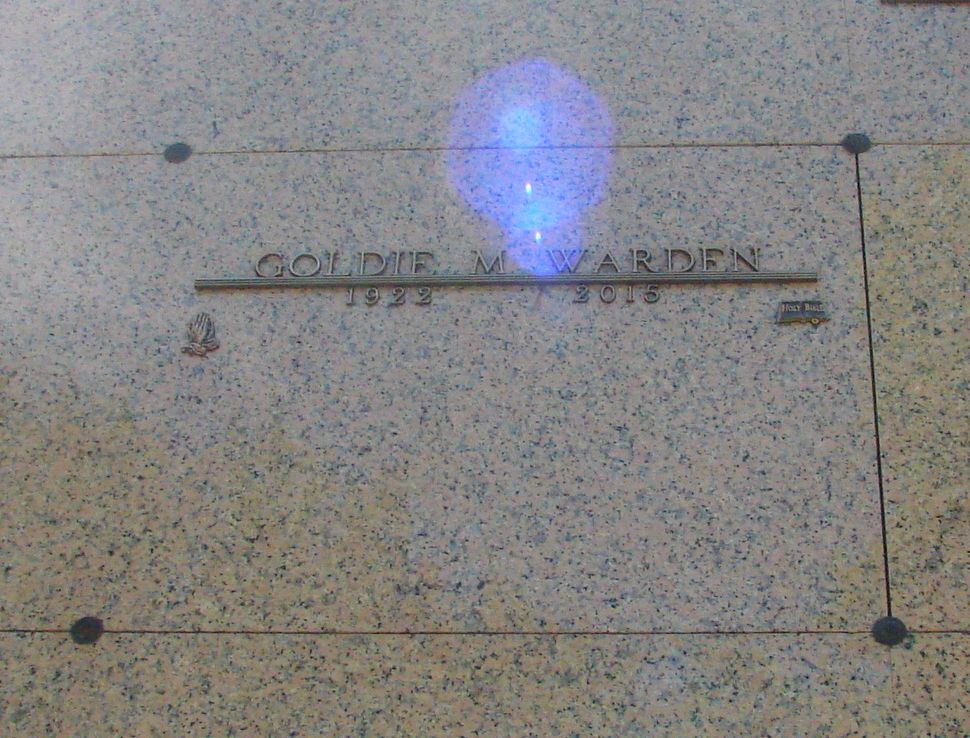 GOLDIE M. WARDEN
1922 / 2015
HOLY BIBLE